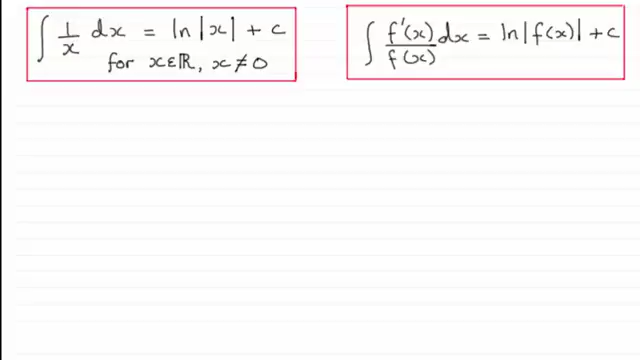 ∫ 1/x dx = ln |x| + c
for x∈ℝ, x ≠ 0
∫ f'(x)/f(x) dx = ln |f(x)| + c